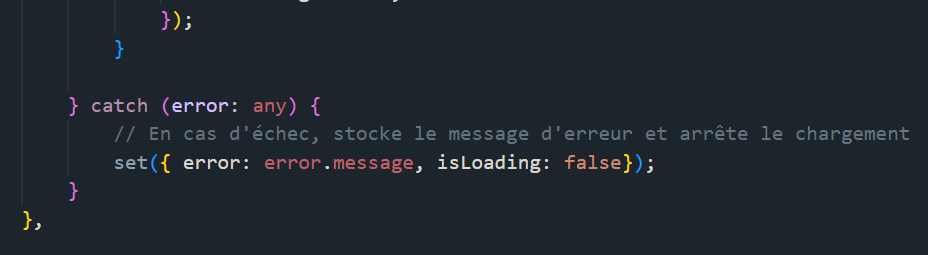 });
}
} catch (error: any) {
// En cas d'échec, stocke le message d'erreur et arrête le chargement
set({ error: error.message, isLoading: false});
}
},